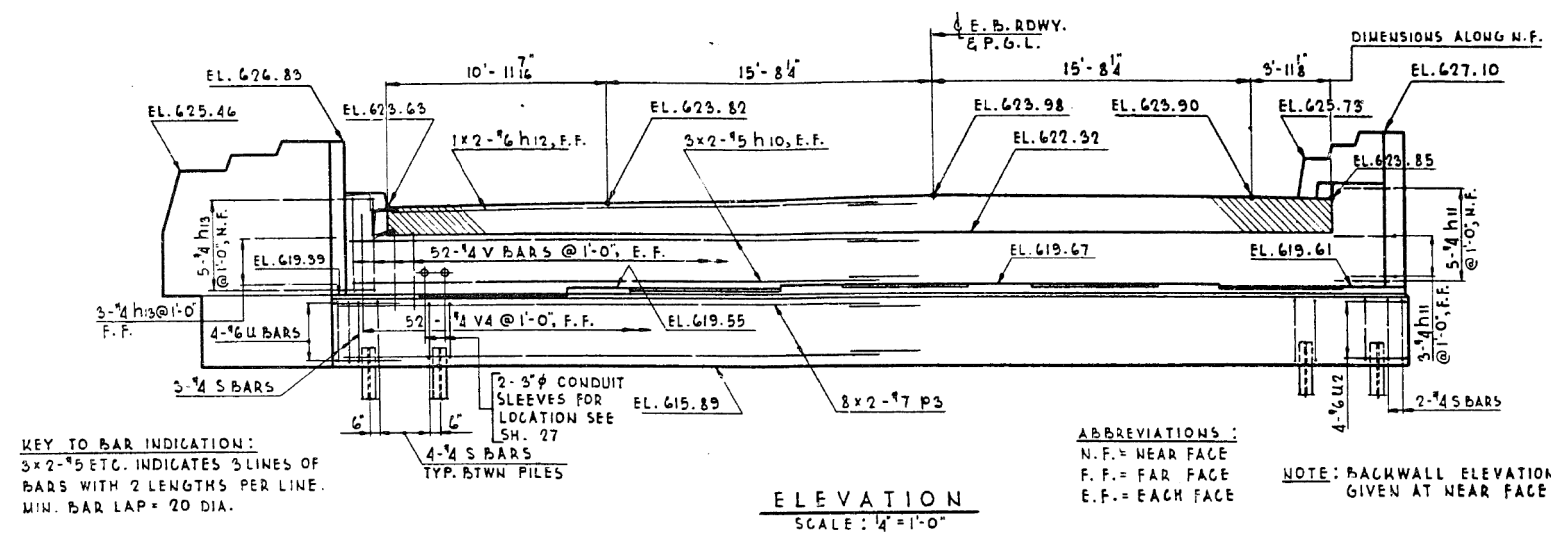 ℄ E.B. RDWY.
& P.G.L.
DIMENSIONS ALONG N.F.
10'-11 7/16"
15'-8 1/4"
15'-8 1/4"
3'-11 1/8"
EL. 626.83
EL. 627.10
EL. 625.46
EL. 623.63
EL. 623.82
EL. 623.98
EL. 623.90
EL. 625.73
1x2-#6 h12, F.F.
3x2-#5 h10, E.F.
EL. 622.32
EL. 623.85
5-#4 h13
@1'-0", N.F.
5-#4 h11
@1'-0", N.F.
52-#4 V BARS @ 1'-0", E.F.
EL. 619.39
EL. 619.67
EL. 619.61
3-#4 h13@1'-0"
F.F.
52-#4 V4 @ 1'-0", F.F.
EL. 619.55
3-#4 h11
@1'-0", F.F.
4-#6 U BARS
3-#4 S BARS
2-3"φ CONDUIT
SLEEVES FOR
LOCATION SEE
SH. 27
EL. 615.89
8x2-#7 P3
4-#6 U2
2-#4 S BARS
6"
6"
4-#4 S BARS
TYP. BTWN PILES
KEY TO BAR INDICATION:
3x2-#5 ETC. INDICATES 3 LINES OF
BARS WITH 2 LENGTHS PER LINE.
MIN. BAR LAP = 20 DIA.
ELEVATION
SCALE: 1/4" = 1'-0"
ABBREVIATIONS:
N.F.= NEAR FACE
F.F.= FAR FACE
E.F.= EACH FACE
NOTE: BACKWALL ELEVATION
GIVEN AT NEAR FACE